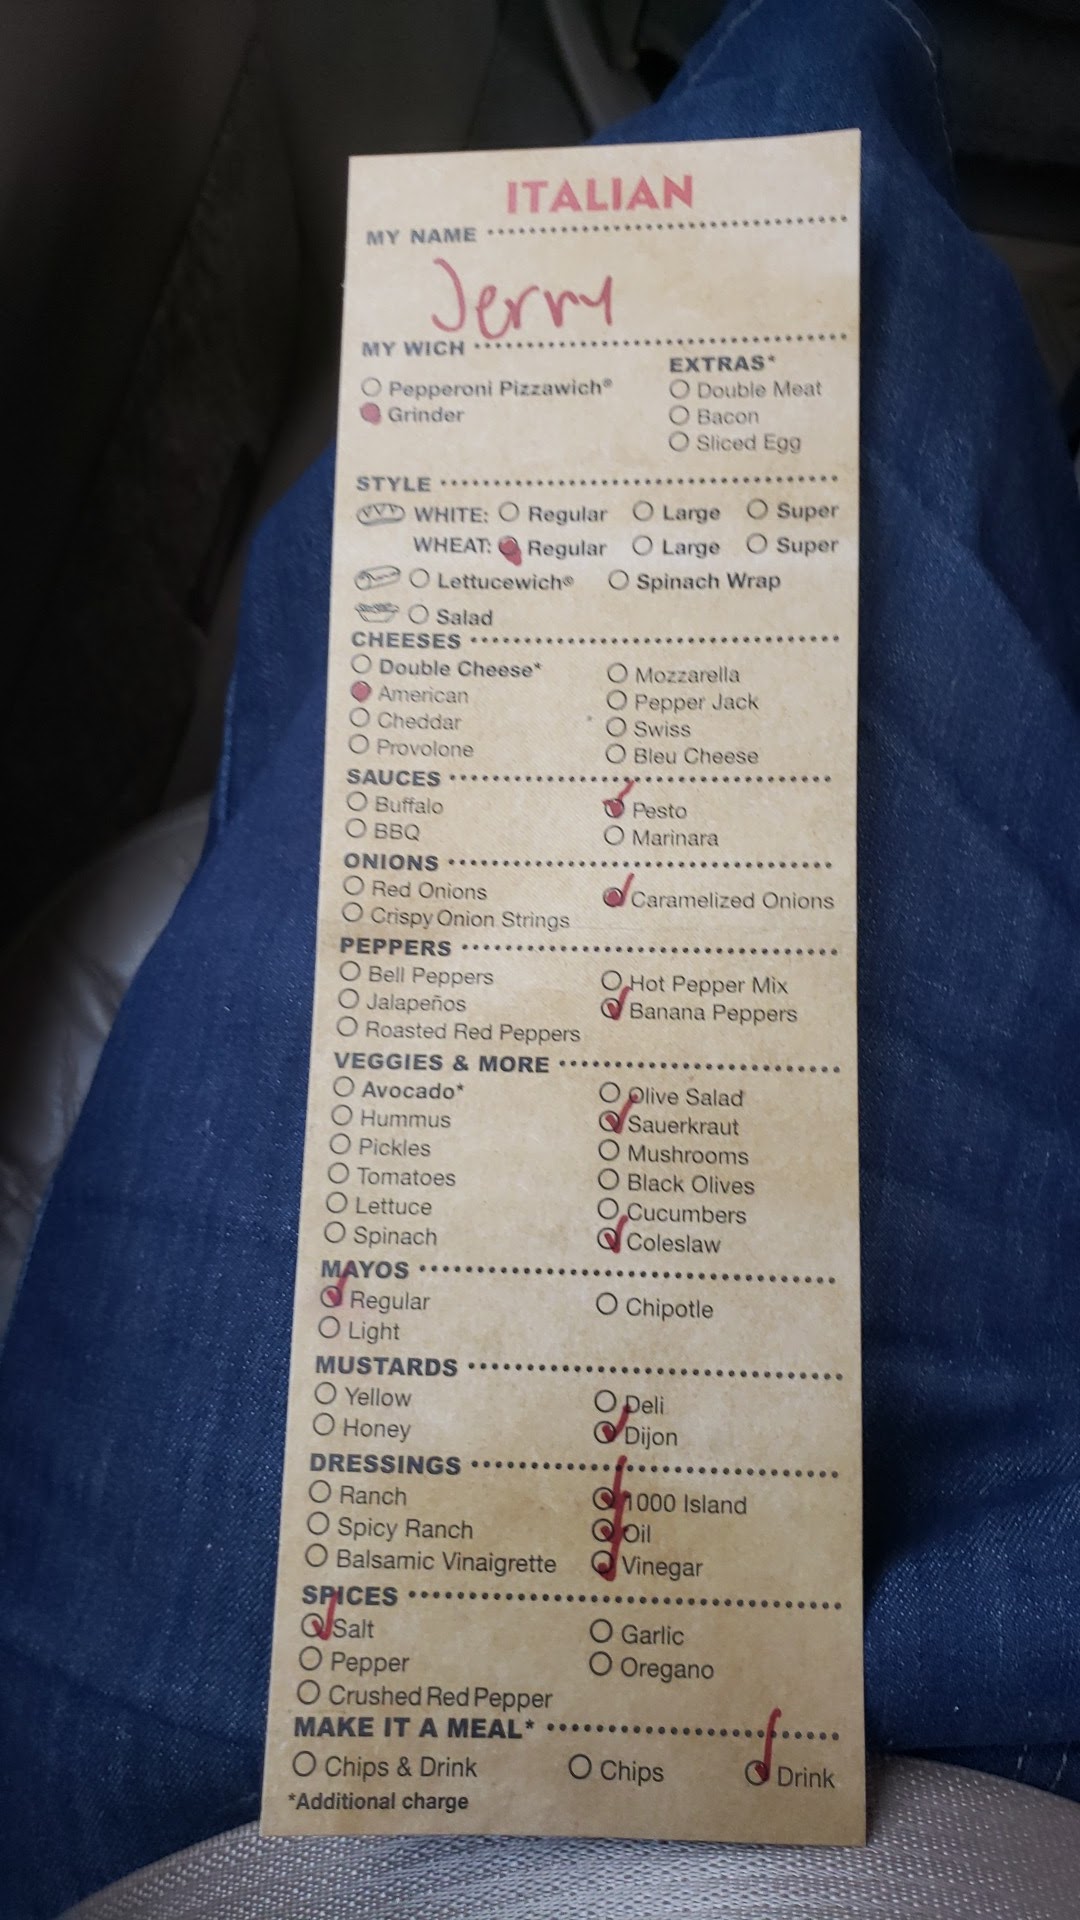 ITALIAN
MY NAME
Jerry
MY WICH
EXTRAS*
Pepperoni Pizzawich®
Double Meat
Grinder
Bacon
Sliced Egg
STYLE
WHITE: Regular Large Super
WHEAT: Regular Large Super
Lettucewich® Spinach Wrap
Salad
CHEESES
Double Cheese* Mozzarella
American Pepper Jack
Cheddar Swiss
Provolone Bleu Cheese
SAUCES
Buffalo Pesto
BBQ Marinara
ONIONS
Red Onions Caramelized Onions
Crispy Onion Strings
PEPPERS
Bell Peppers Hot Pepper Mix
Jalapeños Banana Peppers
Roasted Red Peppers
VEGGIES & MORE
Avocado* Olive Salad
Hummus Sauerkraut
Pickles Mushrooms
Tomatoes Black Olives
Lettuce Cucumbers
Spinach Coleslaw
MAYOS
Regular Chipotle
Light
MUSTARDS
Yellow Deli
Honey Dijon
DRESSINGS
Ranch 1000 Island
Spicy Ranch Oil
Balsamic Vinaigrette Vinegar
SPICES
Salt Garlic
Pepper Oregano
Crushed Red Pepper
MAKE IT A MEAL*
Chips & Drink Chips Drink
*Additional charge